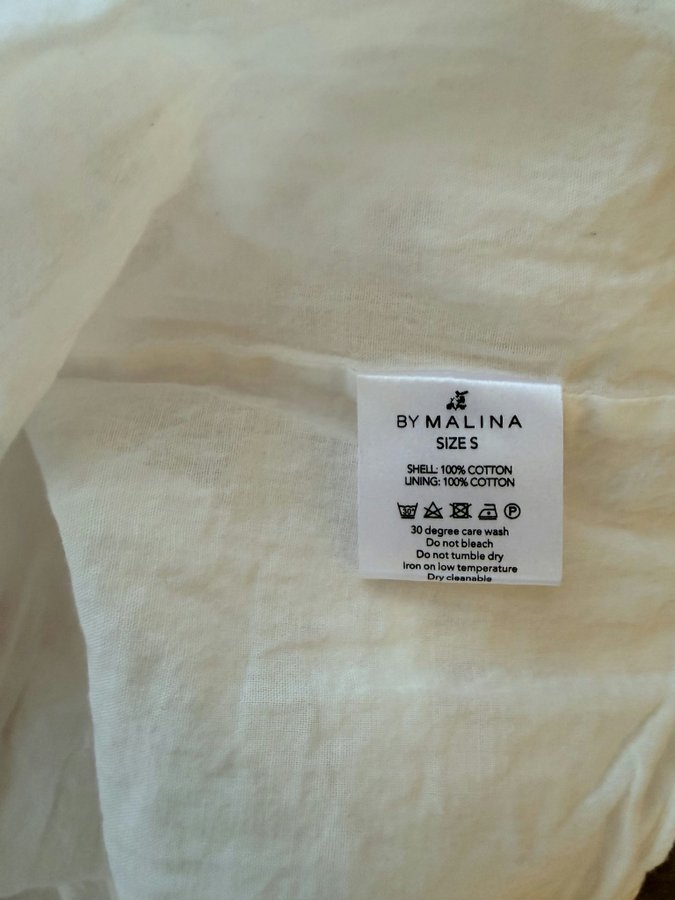 BY MALINA
SIZE S
SHELL: 100% COTTON
LINING: 100% COTTON
30°
P
30 degree care wash
Do not bleach
Do not tumble dry
Iron on low temperature
Dry cleanable